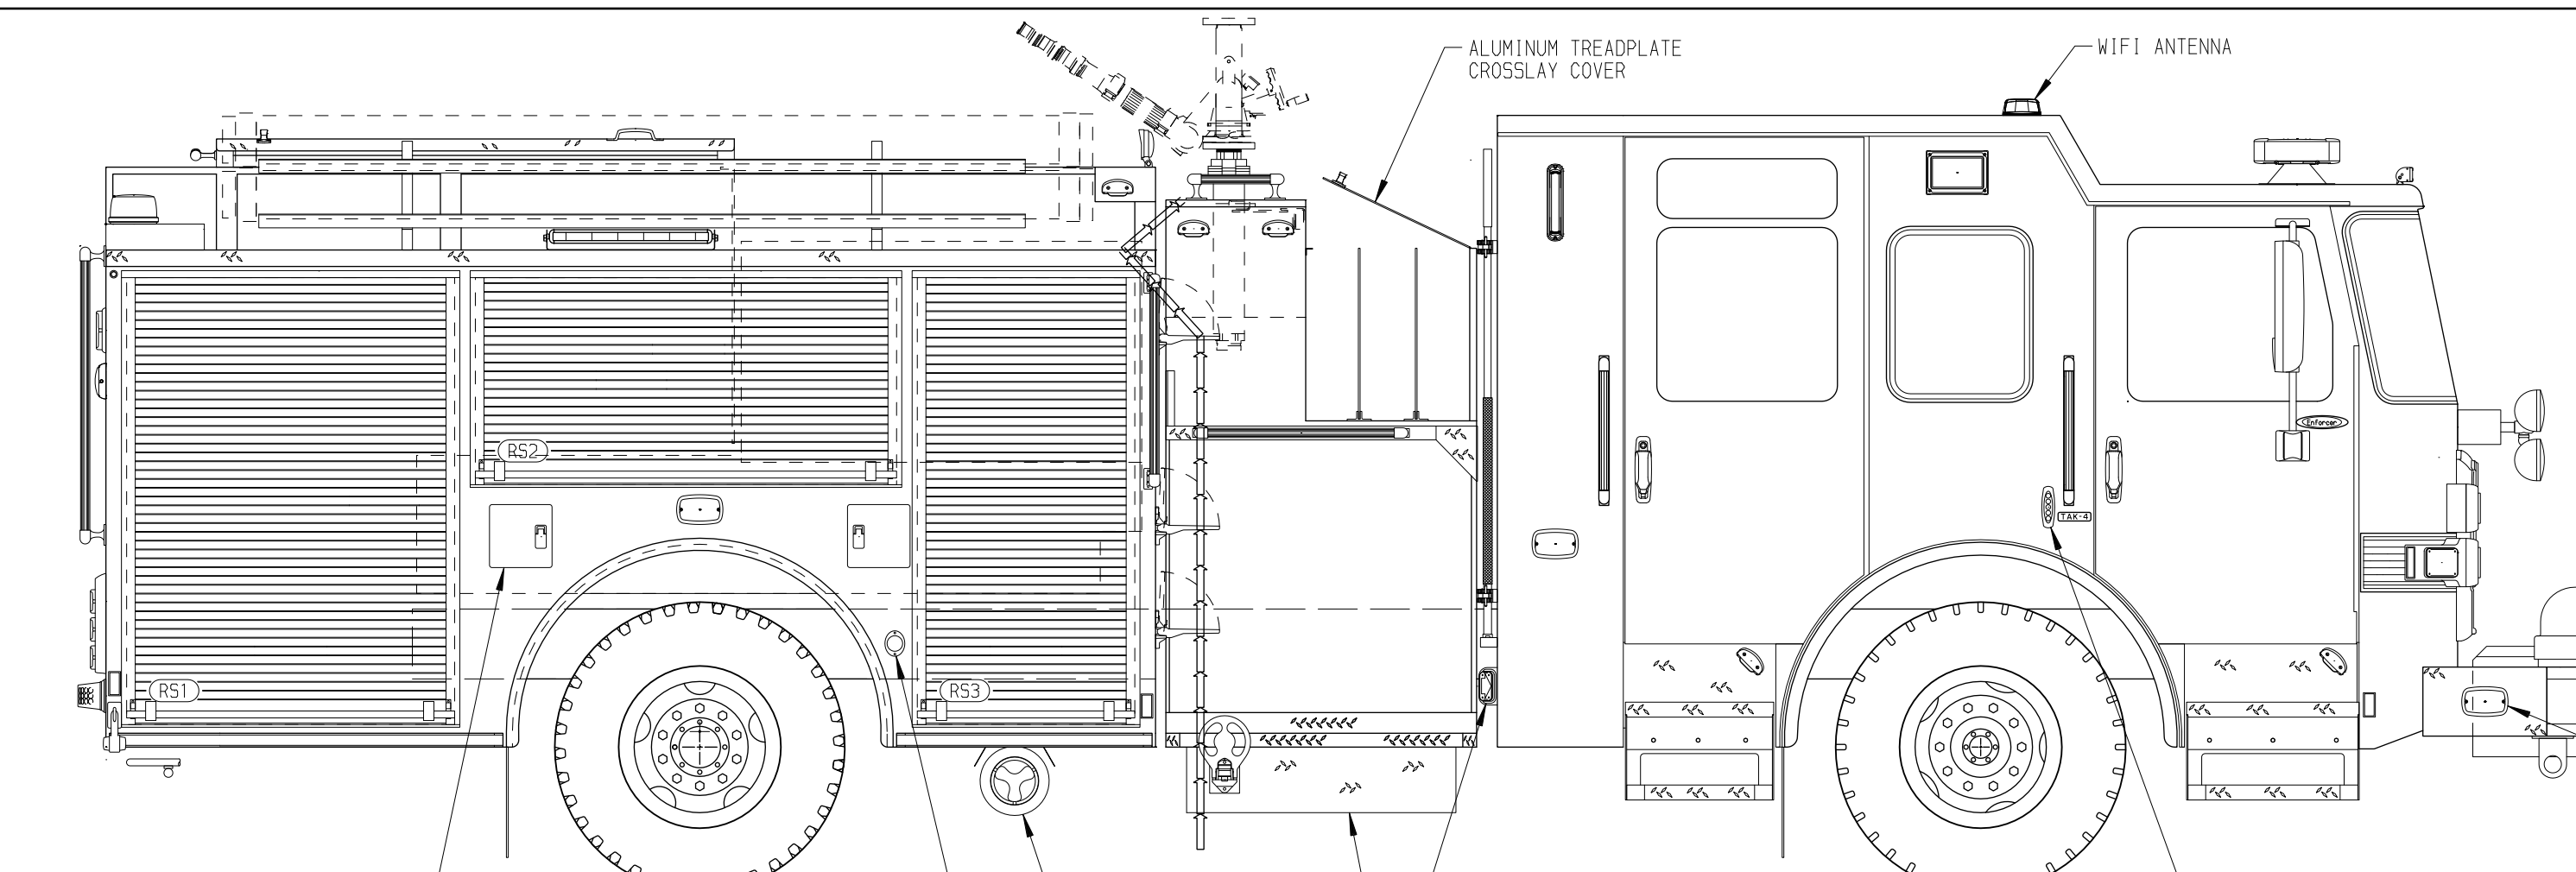 ALUMINUM TREADPLATE
CROSSLAY COVER
WIFI ANTENNA
Enforcer
RS2
TAK-4
RS1
RS3